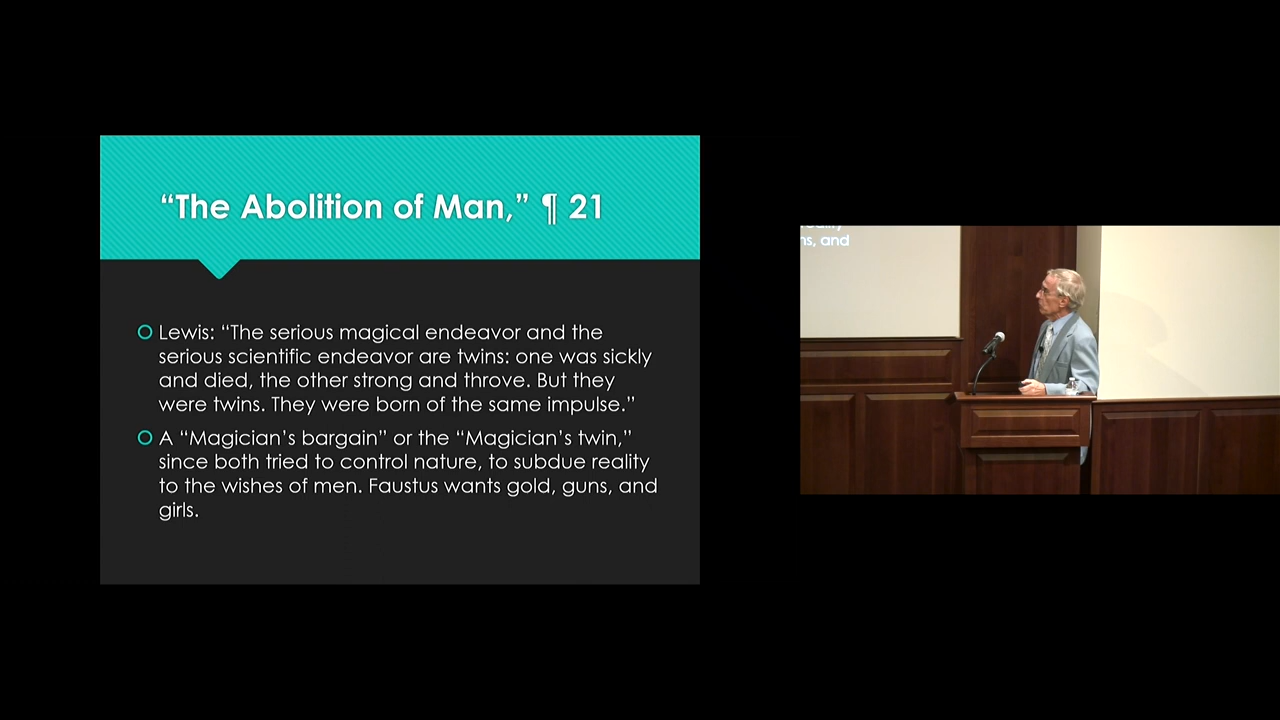 “The Abolition of Man,” ¶ 21
Lewis: “The serious magical endeavor and the
serious scientific endeavor are twins: one was sickly
and died, the other strong and throve. But they
were twins. They were born of the same impulse.”
A “Magician’s bargain” or the “Magician’s twin,”
since both tried to control nature, to subdue reality
to the wishes of men. Faustus wants gold, guns, and
girls.
and